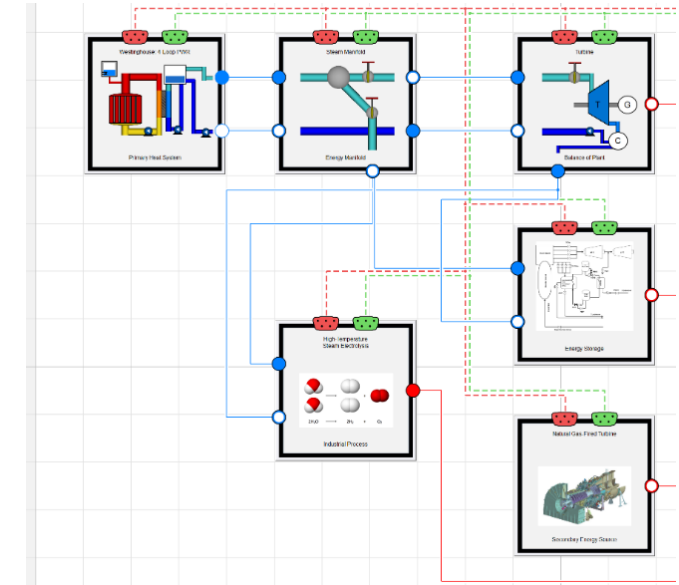 Westinghouse: 4 Loop PWR
Primary Heat System
Steam Manifold
Energy Manifold
Turbine
T
G
C
Balance of Plant
Energy Storage
High-Temperature
Steam Electrolysis
Industrial Process
Natural-Gas-Fired Turbine
Secondary Energy Source